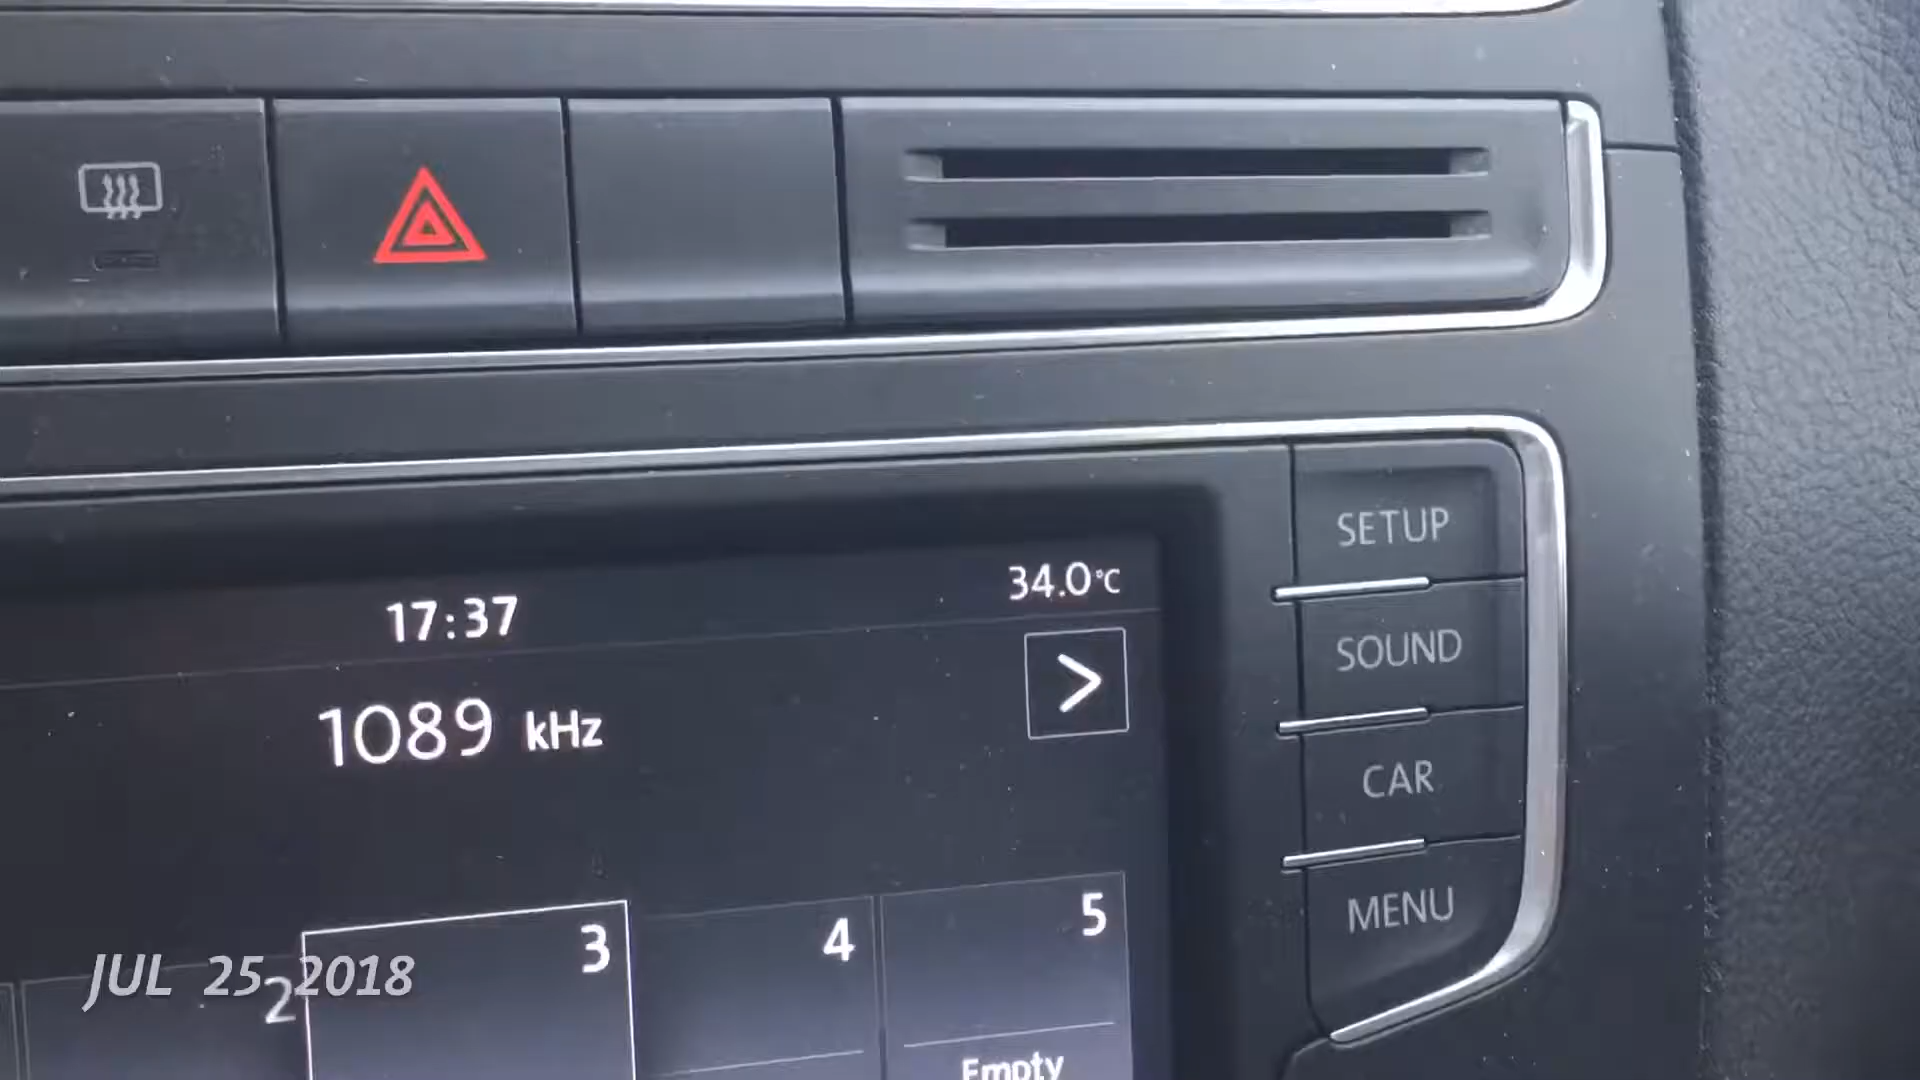 SETUP
17:37
34.0°C
SOUND
>
1089 kHz
CAR
MENU
2
3
4
5
JUL 25 2018
Empty